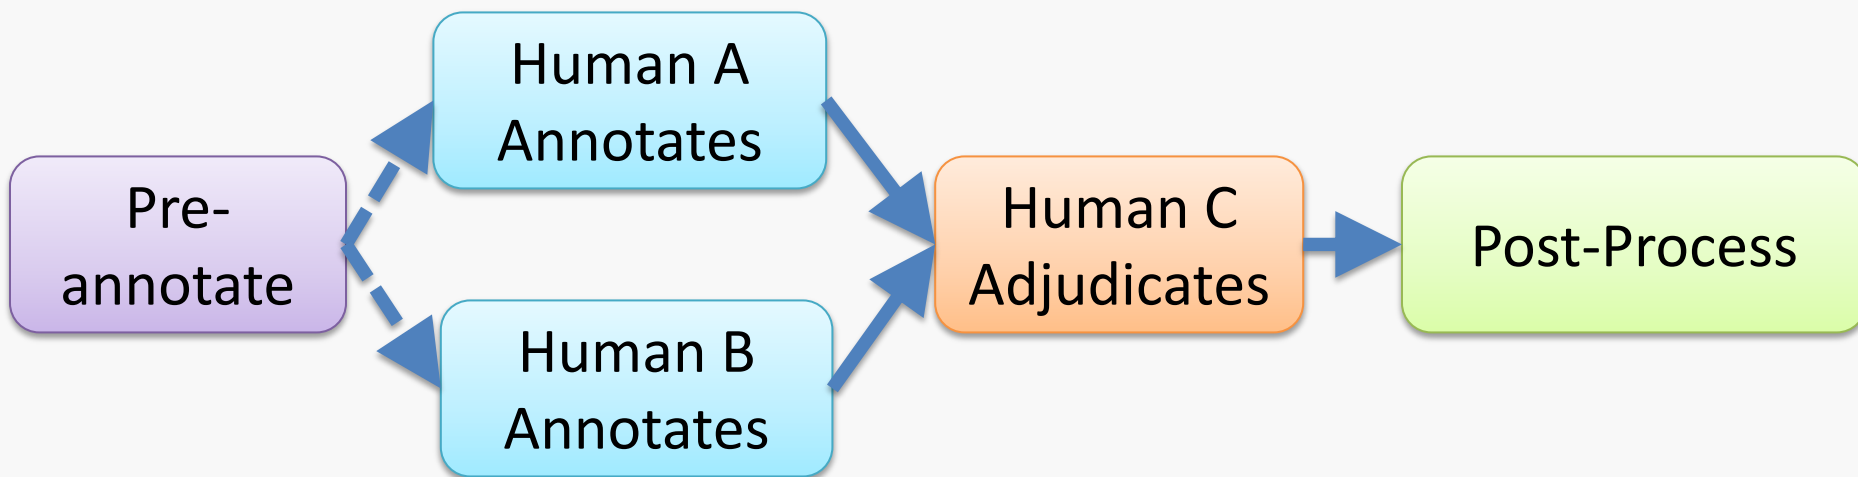 Pre-
annotate
Human A
Annotates
Human B
Annotates
Human C
Adjudicates
Post-Process